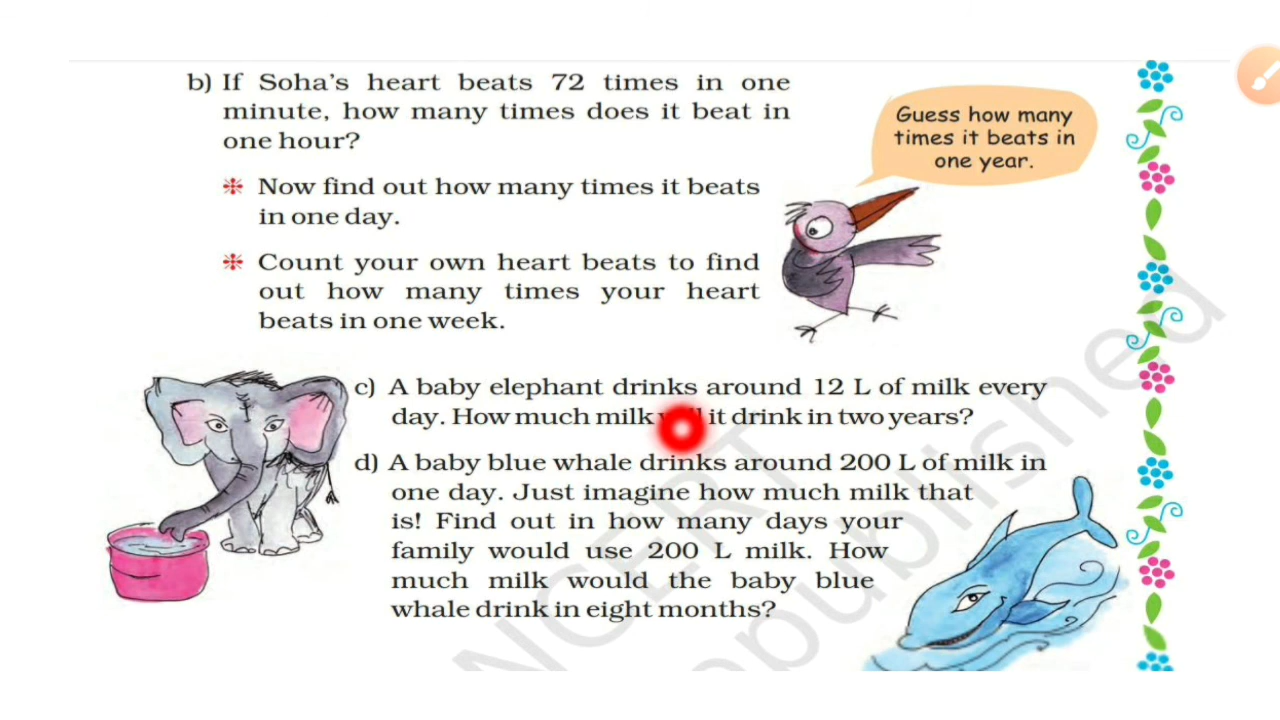 b) If Soha's heart beats 72 times in one
minute, how many times does it beat in
one hour?
Guess how many
times it beats in
one year.
Now find out how many times it beats
in one day.
Count your own heart beats to find
out how many times your heart
beats in one week.
c) A baby elephant drinks around 12 L of milk every
day. How much milk it drink in two years?
d) A baby blue whale drinks around 200 L of milk in
one day. Just imagine how much milk that
is! Find out in how many days your
family would use 200 L milk. How
much milk would the baby blue
whale drink in eight months?
NCERT
published